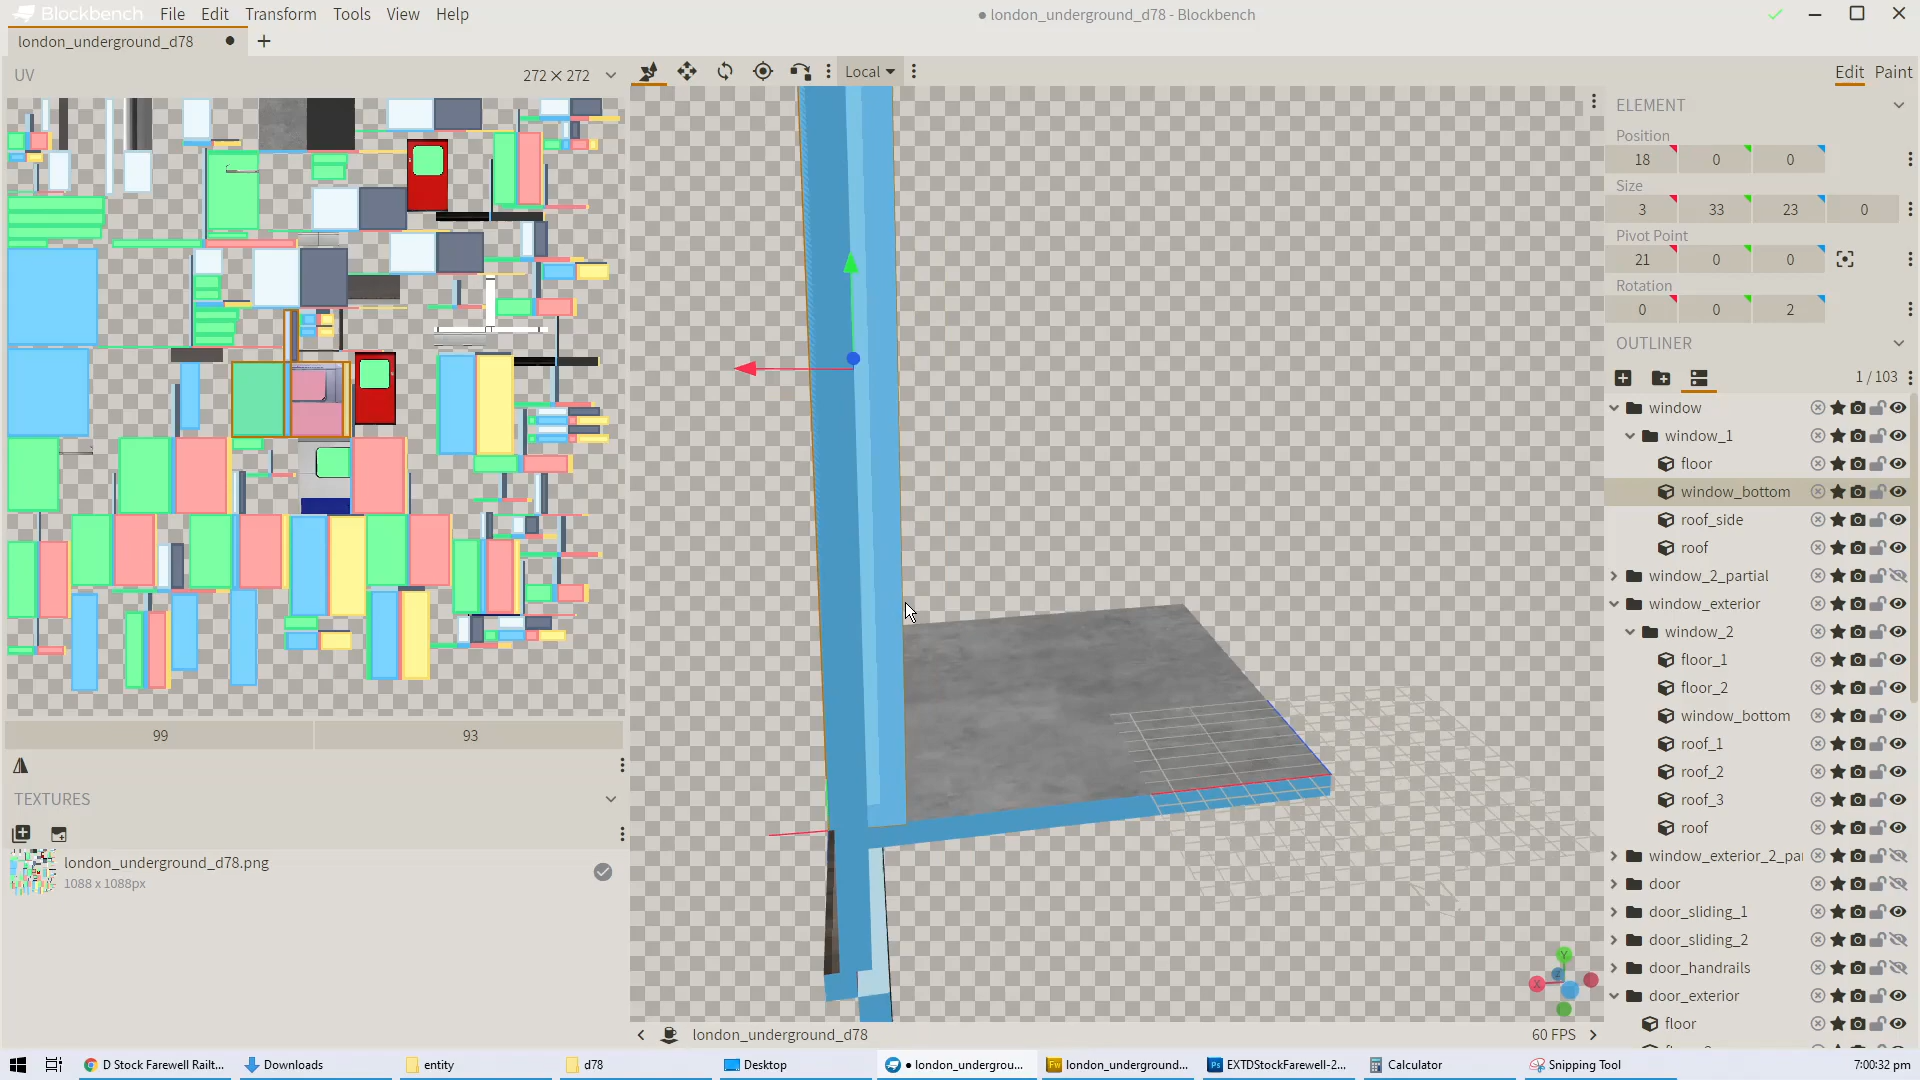 Blockbench File Edit Transform Tools View Help
● london_underground_d78 - Blockbench
london_underground_d78
UV
272 × 272
Local
Edit Paint
ELEMENT
Position
18 0 0
Size
3 33 23 0
Pivot Point
21 0 0
Rotation
0 0 2
OUTLINER
1 / 103
window
window_1
floor
window_bottom
roof_side
roof
window_2_partial
window_exterior
window_2
floor_1
floor_2
window_bottom
roof_1
roof_2
roof_3
roof
window_exterior_2_pa
door
door_sliding_1
door_sliding_2
door_handrails
door_exterior
floor
99 93
TEXTURES
london_underground_d78.png
1088 x 1088px
Y
X
london_underground_d78
60 FPS
D Stock Farewell Railt...
Downloads
entity
d78
Desktop
● london_undergrou...
Fw london_underground...
Ps EXTDStockFarewell-2...
Calculator
Snipping Tool
7:00:32 pm